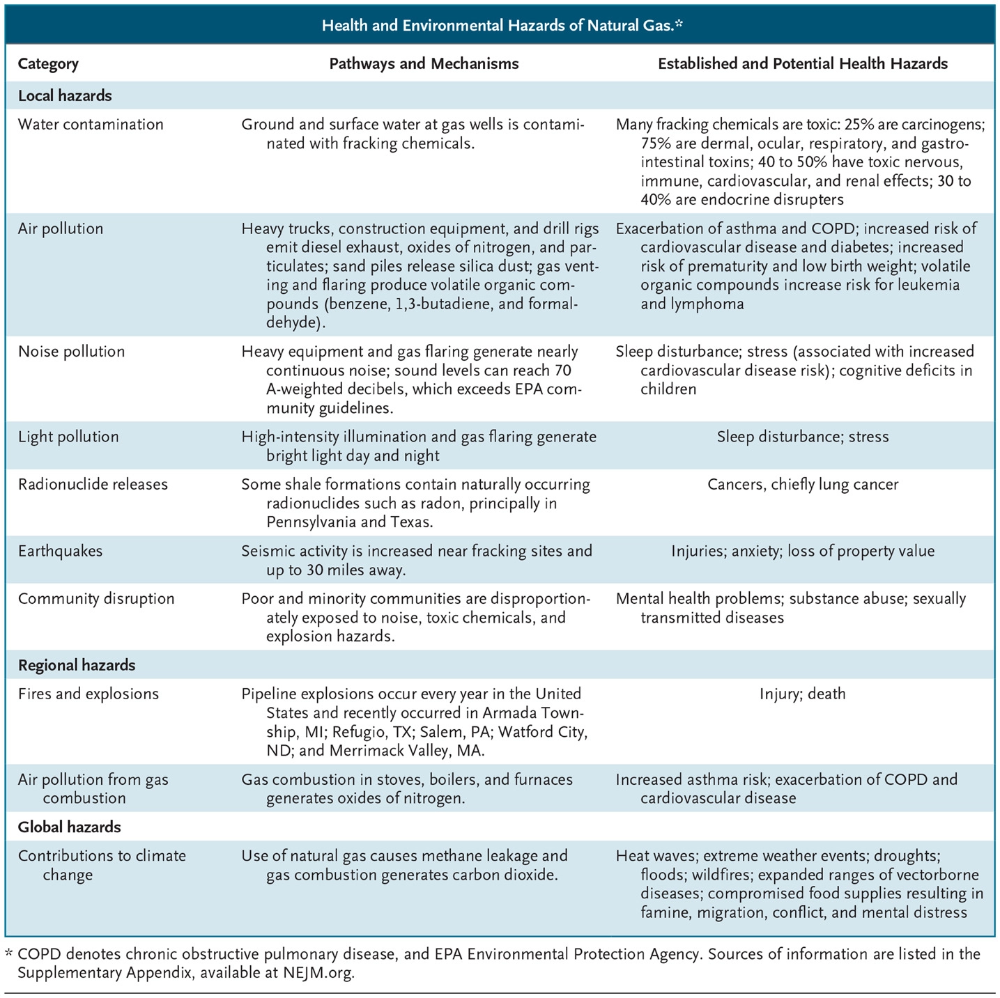 Health and Environmental Hazards of Natural Gas.*
Category Pathways and Mechanisms Established and Potential Health Hazards
Local hazards
Water contamination
Ground and surface water at gas wells is contami-
nated with fracking chemicals.
Many fracking chemicals are toxic: 25% are carcinogens;
75% are dermal, ocular, respiratory, and gastro-
intestinal toxins; 40 to 50% have toxic nervous,
immune, cardiovascular, and renal effects; 30 to
40% are endocrine disrupters
Air pollution
Heavy trucks, construction equipment, and drill rigs
emit diesel exhaust, oxides of nitrogen, and par-
ticulates; sand piles release silica dust; gas vent-
ing and flaring produce volatile organic com-
pounds (benzene, 1,3-butadiene, and formal-
dehyde).
Exacerbation of asthma and COPD; increased risk of
cardiovascular disease and diabetes; increased
risk of prematurity and low birth weight; volatile
organic compounds increase risk for leukemia
and lymphoma
Noise pollution
Heavy equipment and gas flaring generate nearly
continuous noise; sound levels can reach 70
A-weighted decibels, which exceeds EPA com-
munity guidelines.
Sleep disturbance; stress (associated with increased
cardiovascular disease risk); cognitive deficits in
children
Light pollution
High-intensity illumination and gas flaring generate
bright light day and night
Sleep disturbance; stress
Radionuclide releases
Some shale formations contain naturally occurring
radionuclides such as radon, principally in
Pennsylvania and Texas.
Cancers, chiefly lung cancer
Earthquakes
Seismic activity is increased near fracking sites and
up to 30 miles away.
Injuries; anxiety; loss of property value
Community disruption
Poor and minority communities are disproportion-
ately exposed to noise, toxic chemicals, and
explosion hazards.
Mental health problems; substance abuse; sexually
transmitted diseases
Regional hazards
Fires and explosions
Pipeline explosions occur every year in the United
States and recently occurred in Armada Town-
ship, MI; Refugio, TX; Salem, PA; Watford City,
ND; and Merrimack Valley, MA.
Injury; death
Air pollution from gas
combustion
Gas combustion in stoves, boilers, and furnaces
generates oxides of nitrogen.
Increased asthma risk; exacerbation of COPD and
cardiovascular disease
Global hazards
Contributions to climate
change
Use of natural gas causes methane leakage and
gas combustion generates carbon dioxide.
Heat waves; extreme weather events; droughts;
floods; wildfires; expanded ranges of vectorborne
diseases; compromised food supplies resulting in
famine, migration, conflict, and mental distress
* COPD denotes chronic obstructive pulmonary disease, and EPA Environmental Protection Agency. Sources of information are listed in the
Supplementary Appendix, available at NEJM.org.